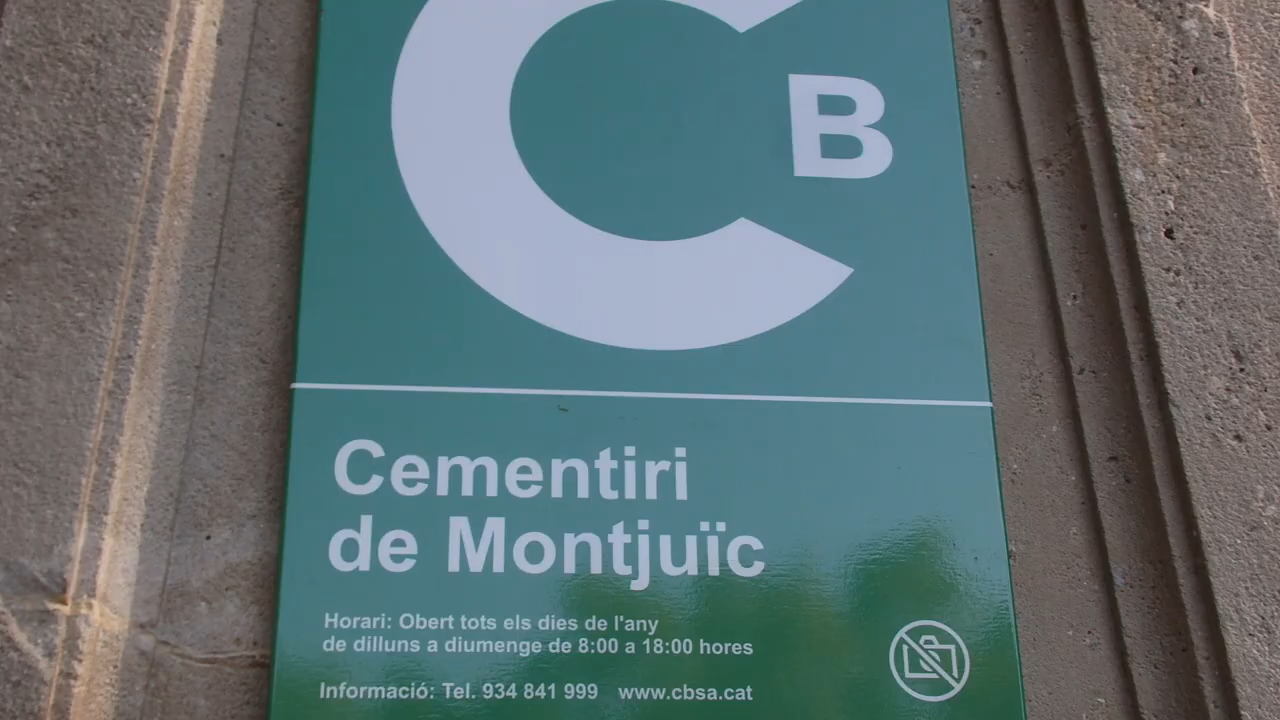 C B
Cementiri
de Montjuïc
Horari: Obert tots els dies de l'any
de dilluns a diumenge de 8:00 a 18:00 hores
Informació: Tel. 934 841 999 www.cbsa.cat